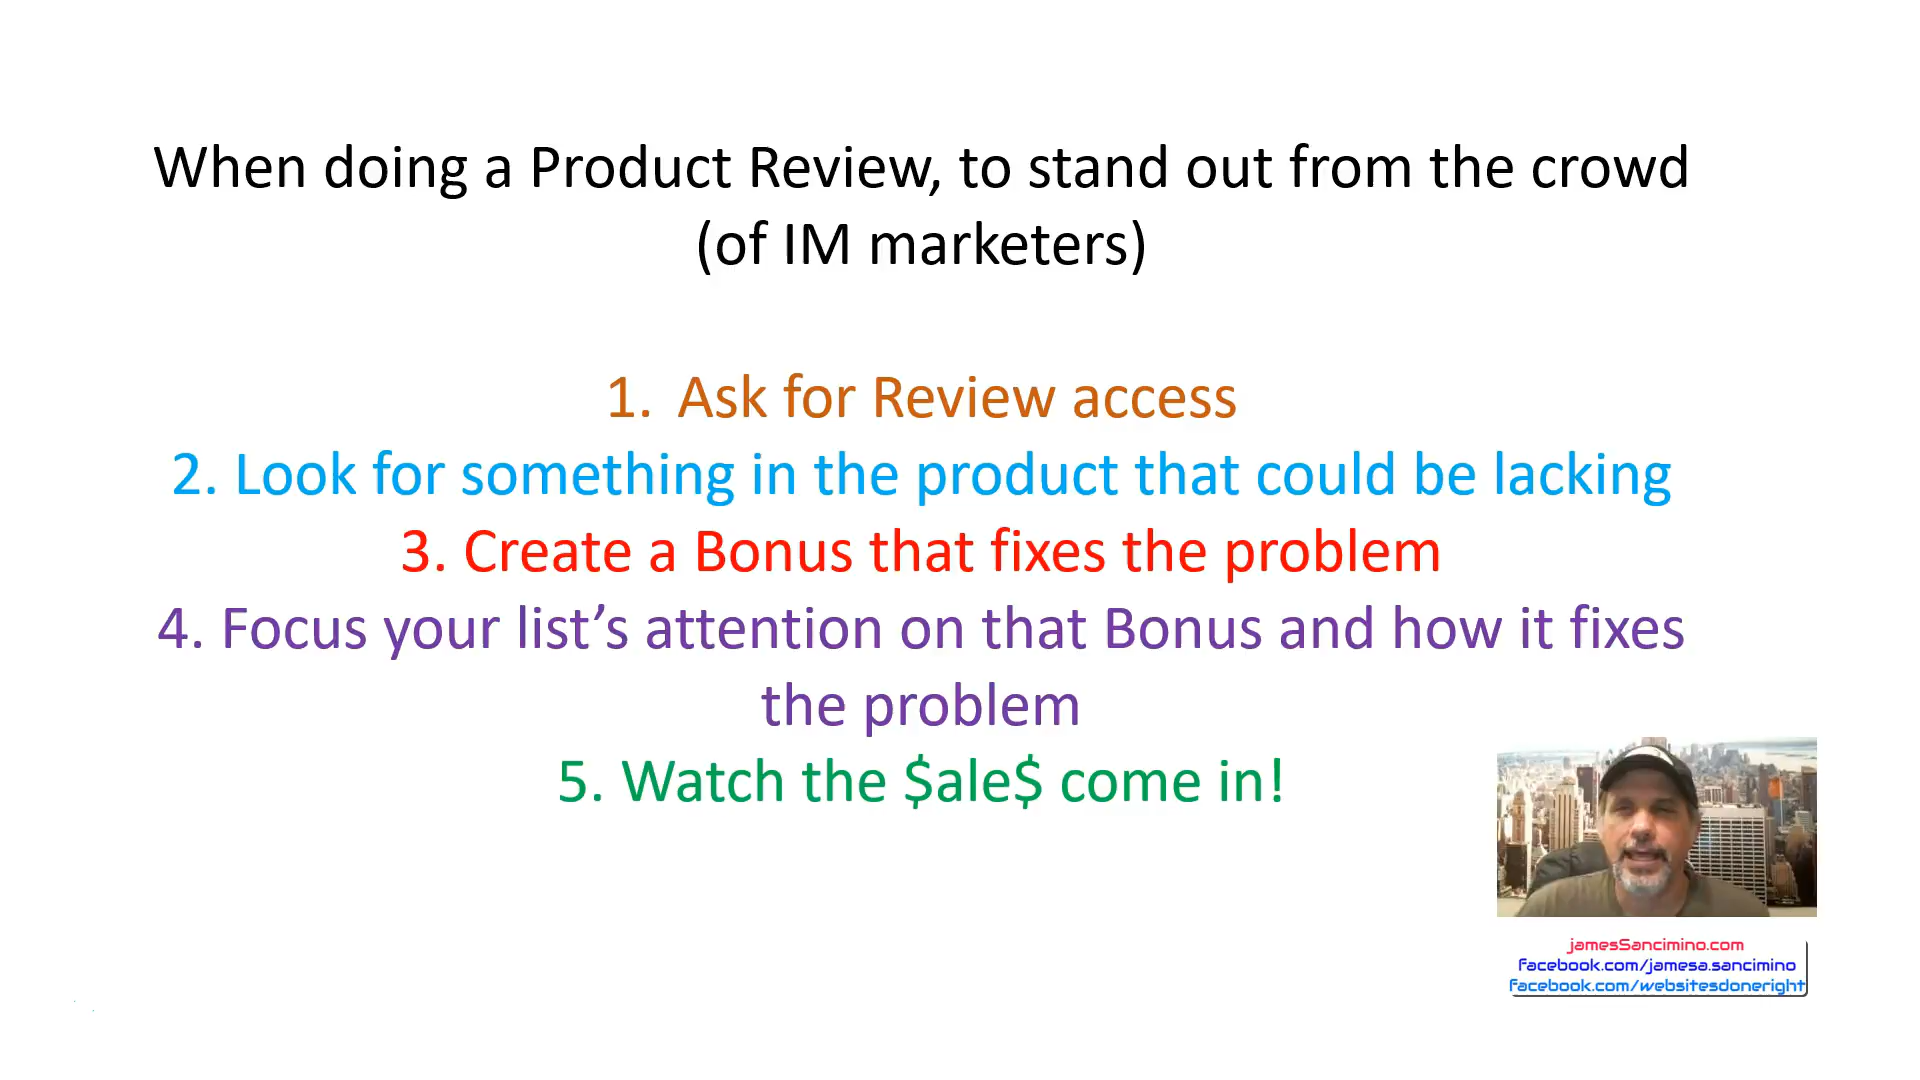 When doing a Product Review, to stand out from the crowd
(of IM marketers)
1. Ask for Review access
2. Look for something in the product that could be lacking
3. Create a Bonus that fixes the problem
4. Focus your list’s attention on that Bonus and how it fixes
the problem
5. Watch the $ale$ come in!
jamesSancimino.com
facebook.com/jamesa.sancimino
facebook.com/websitesdoneright